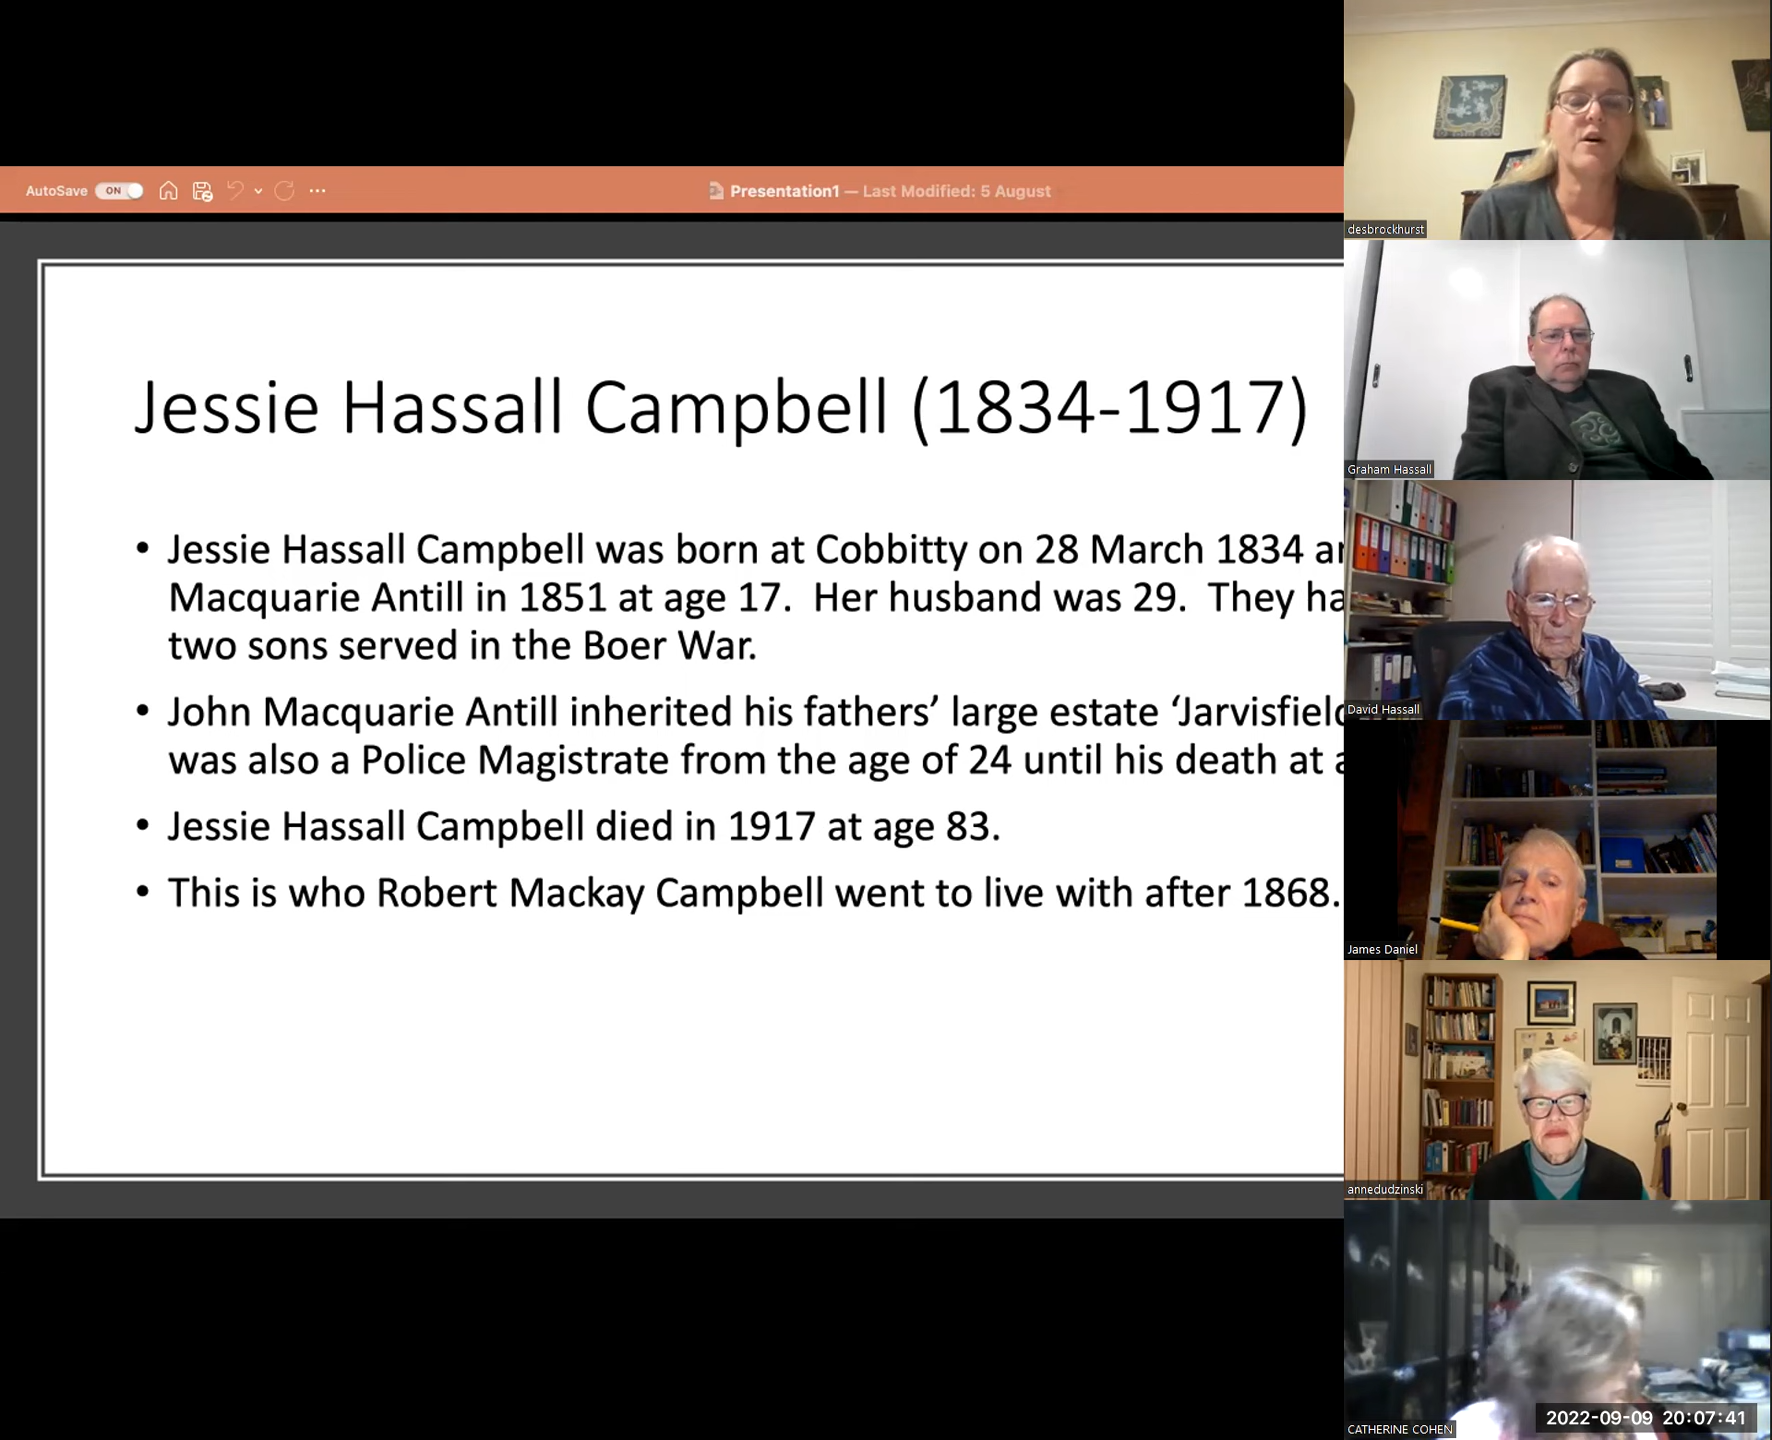 AutoSave ON
Presentation1 — Last Modified: 5 August
Jessie Hassall Campbell (1834-1917)
• Jessie Hassall Campbell was born at Cobbitty on 28 March 1834
Macquarie Antill in 1851 at age 17. Her husband was 29. They
two sons served in the Boer War.
• John Macquarie Antill inherited his fathers’ large estate ‘Jarvisfield
was also a Police Magistrate from the age of 24 until his death at
• Jessie Hassall Campbell died in 1917 at age 83.
• This is who Robert Mackay Campbell went to live with after 1868.
desbrockhurst
Graham Hassall
David Hassall
James Daniel
annedudzinski
CATHERINE COHEN
2022-09-09 20:07:41